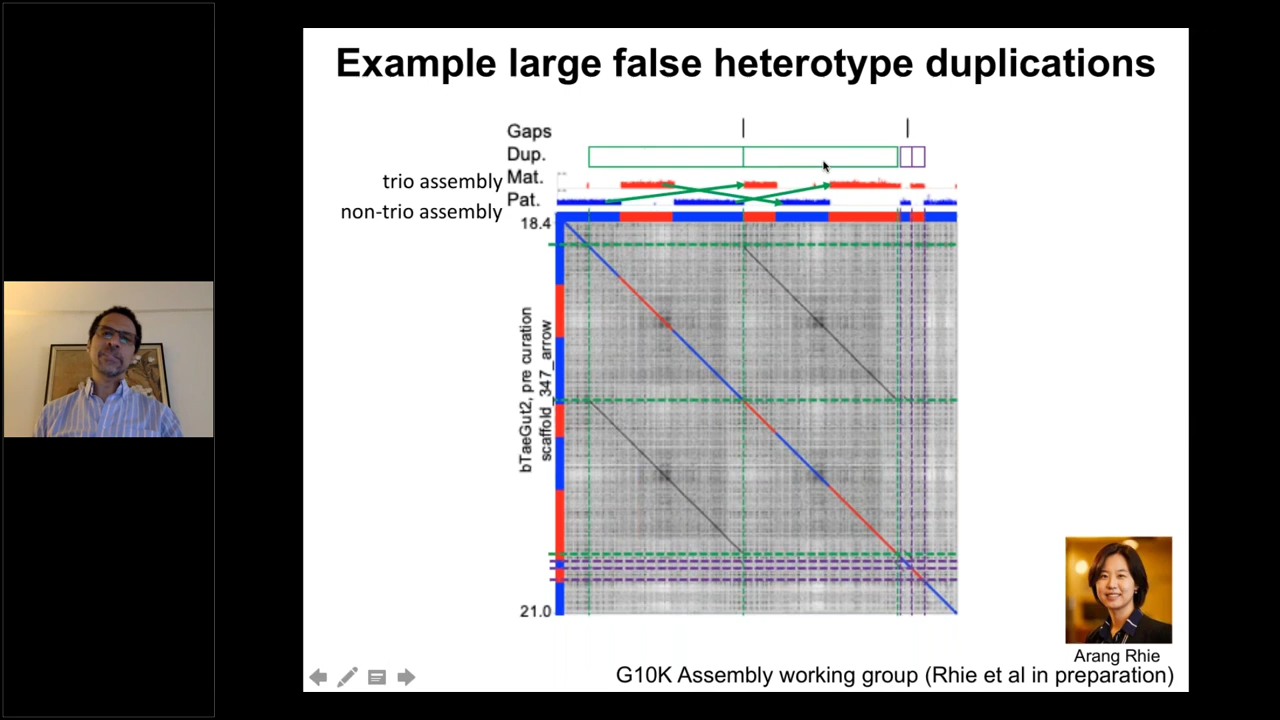 Example large false heterotype duplications
Gaps
Dup.
trio assembly Mat.
Pat.
non-trio assembly
18.4
bTaeGut2, pre curation
scaffold_347_arrow
21.0
Arang Rhie
G10K Assembly working group (Rhie et al in preparation)